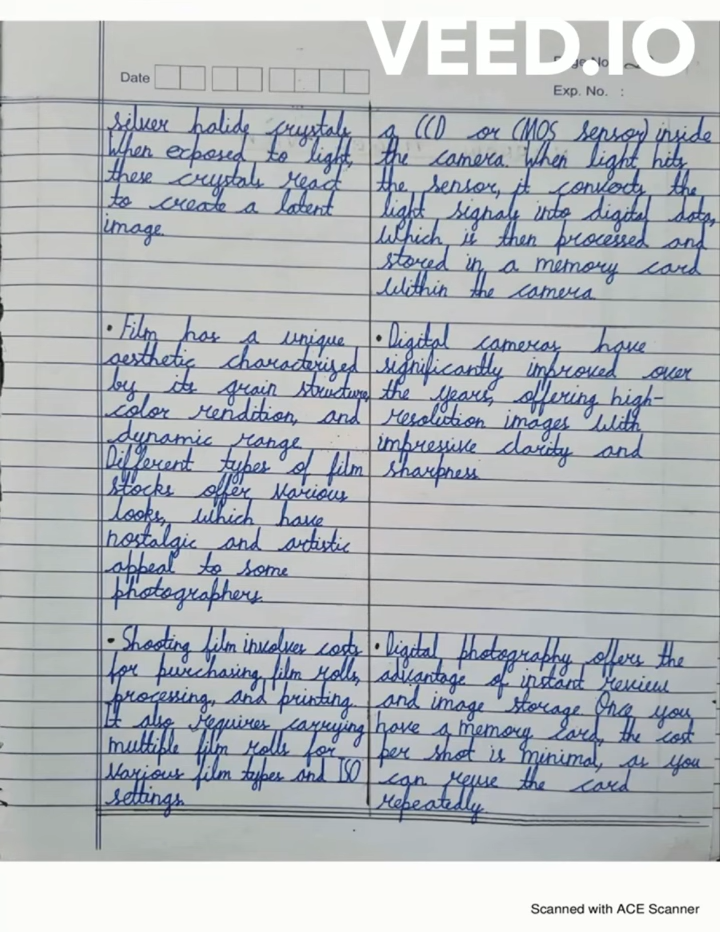 VEED.IO
Date
Exp. No. :
silver halide crystals
When exposed to light,
these crystals react
to create a latent
image.
a CCD or CMOS sensor) inside
the camera. When light hits
the sensor, it converts the
light signals into digital data,
which is then processed and
stored in a memory card
within the camera
• Film has a unique
aesthetic characterized
by its grain structure,
color rendition, and
dynamic range
Different types of film
stocks offer various
looks, which have
nostalgic and artistic
appeal to some
photographers.
• Digital cameras have
significantly improved over
the years, offering high-
resolution images with
impressive clarity and
sharpness
• Shooting film involves costs
for purchasing film rolls,
processing, and printing.
It also requires carrying
multiple film rolls for
various film types and ISO
settings.
• Digital photography offers the
advantage of instant review
and image storage Once you
have a memory card, the cost
per shot is minimal, as you
can reuse the card
repeatedly
Scanned with ACE Scanner